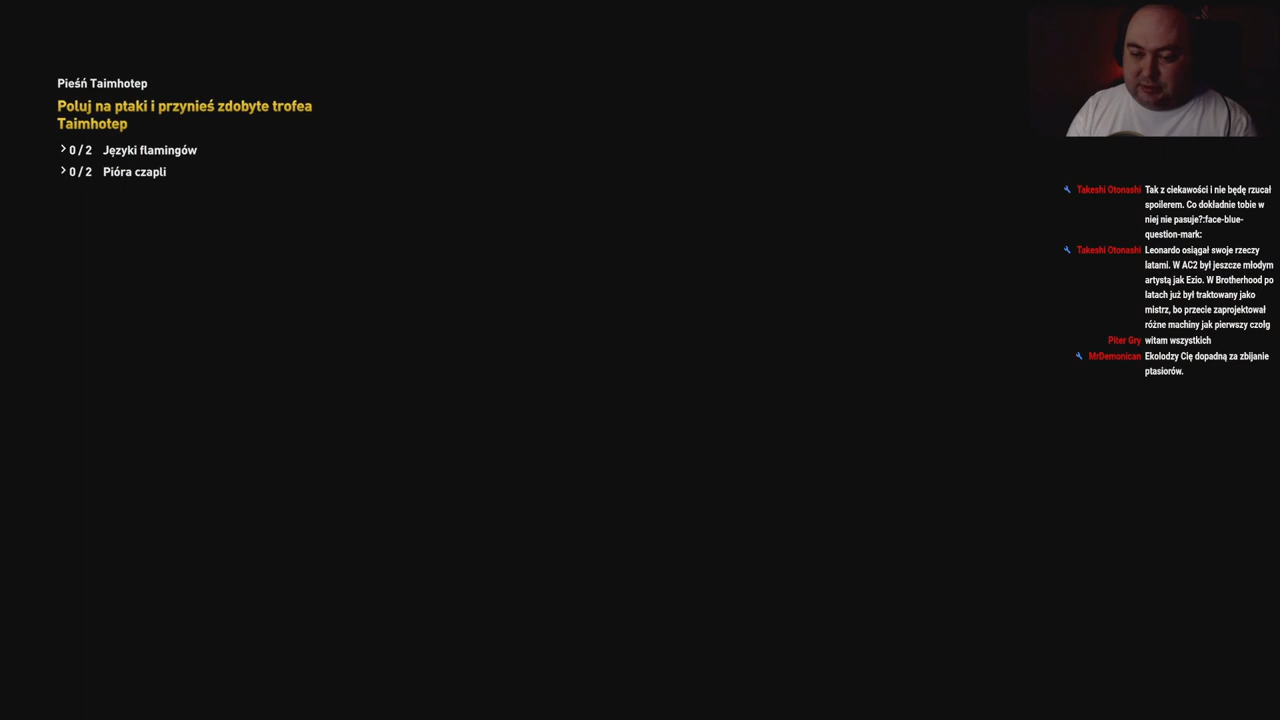 Pieśń Taimhotep
Poluj na ptaki i przynieś zdobyte trofea
Taimhotep
0 / 2 Języki flamingów
0 / 2 Pióra czapli
Takeshi Otonashi Tak z ciekawości i nie będę rzucał
spoilerem. Co dokładnie tobie w
niej nie pasuje?:face-blue-
question-mark:
Takeshi Otonashi Leonardo osiągał swoje rzeczy
latami. W AC2 był jeszcze młodym
artystą jak Ezio. W Brotherhood po
latach już był traktowany jako
mistrz, bo przecie zaprojektował
różne machiny jak pierwszy czołg
Piter Gry witam wszystkich
MrDemonican Ekolodzy Cię dopadną za zbijanie
ptasiorów.